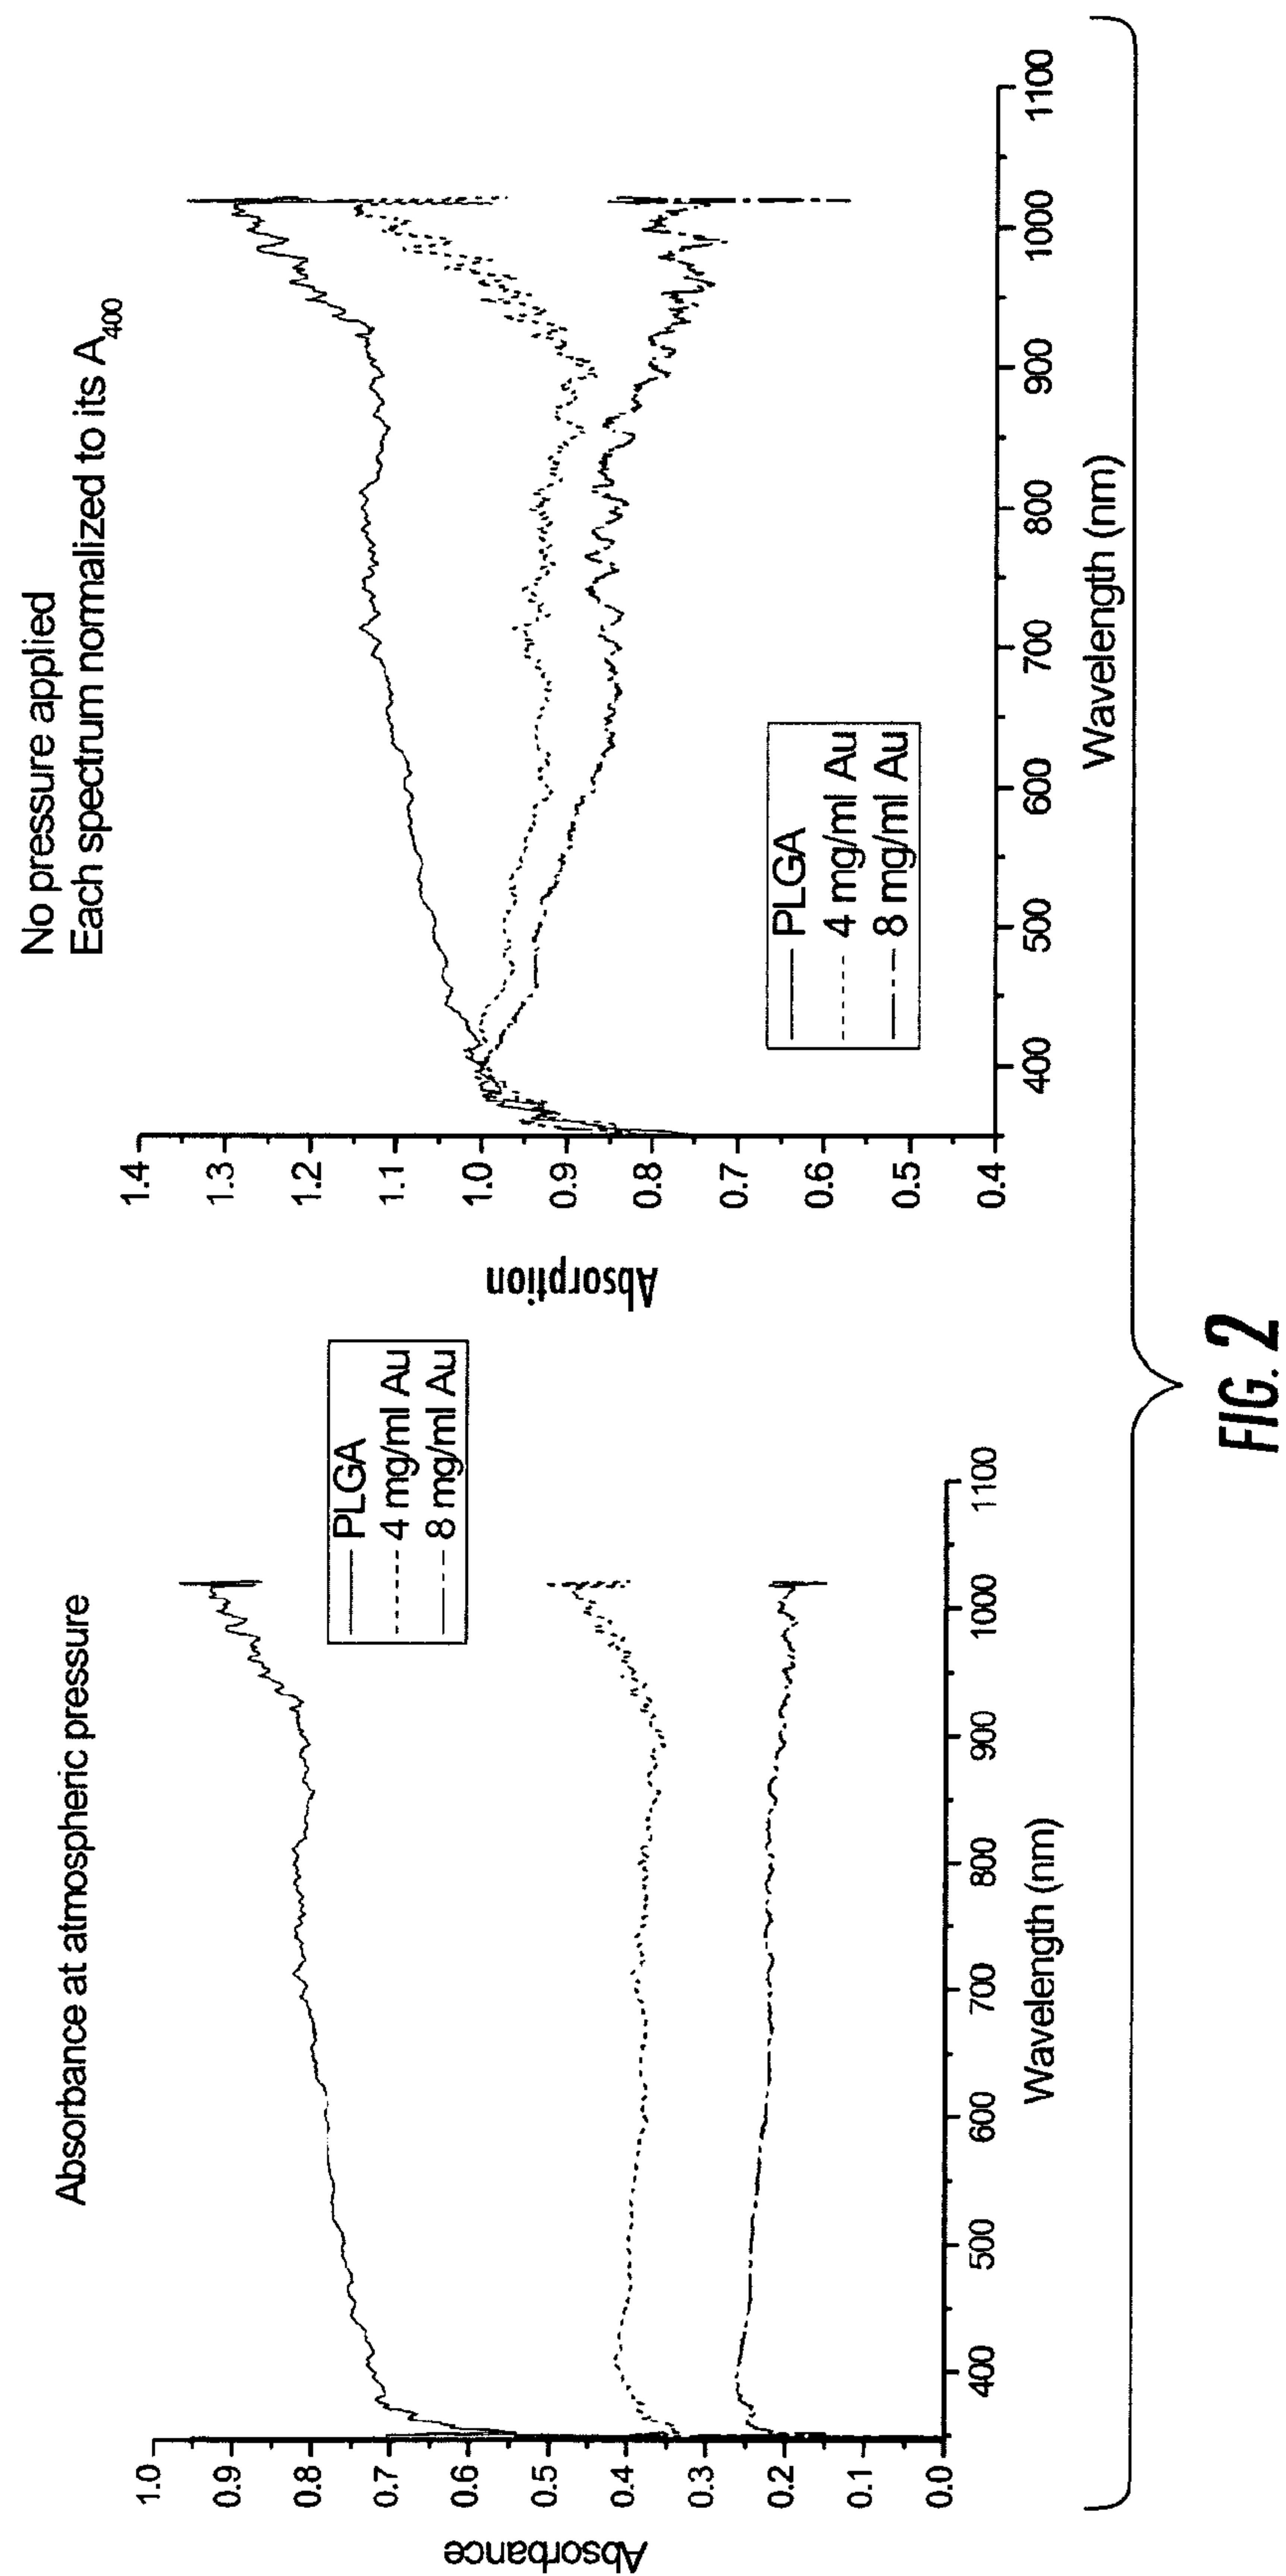 Absorbance at atmospheric pressure
Absorbance
1.0
0.9
0.8
0.7
0.6
0.5
0.4
0.3
0.2
0.1
0.0
PLGA
4 mg/ml Au
8 mg/ml Au
400 500 600 700 800 900 1000 1100
Wavelength (nm)
No pressure applied
Each spectrum normalized to its A400
Absorption
1.4
1.3
1.2
1.1
1.0
0.9
0.8
0.7
0.6
0.5
0.4
PLGA
4 mg/ml Au
8 mg/ml Au
400 500 600 700 800 900 1000 1100
Wavelength (nm)
FIG. 2